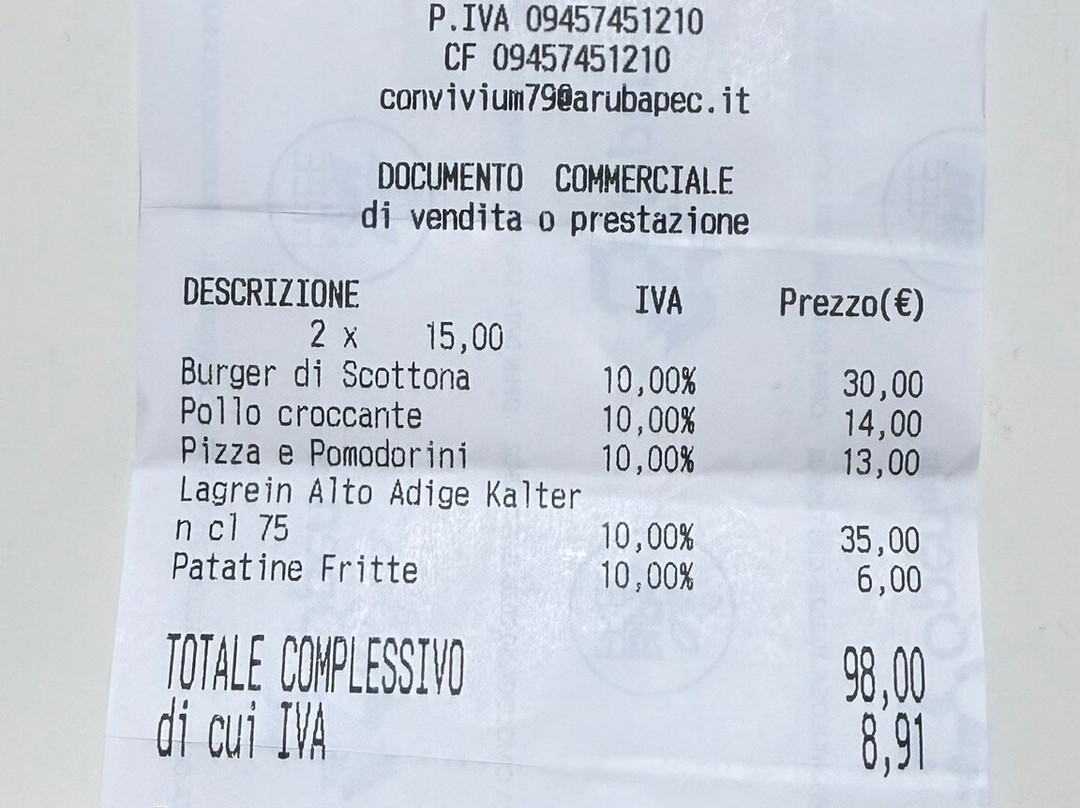 P.IVA 09457451210
CF 09457451210
convivium79@arubapec.it
DOCUMENTO COMMERCIALE
di vendita o prestazione
DESCRIZIONE IVA Prezzo(€)
2 x 15,00
Burger di Scottona 10,00% 30,00
Pollo croccante 10,00% 14,00
Pizza e Pomodorini 10,00% 13,00
Lagrein Alto Adige Kalter
n cl 75 10,00% 35,00
Patatine Fritte 10,00% 6,00
TOTALE COMPLESSIVO 98,00
di cui IVA 8,91